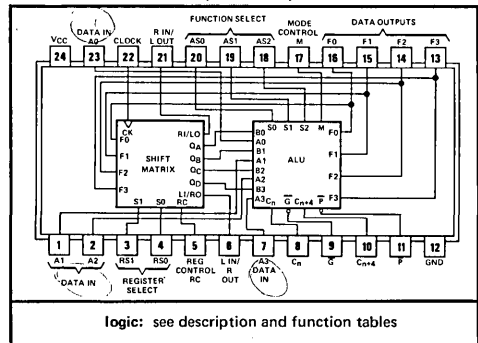 FUNCTION SELECT
DATA IN R IN/ MODE CONTROL DATA OUTPUTS
VCC A0 CLOCK L OUT AS0 AS1 AS2 M F0 F1 F2 F3
24 23 22 21 20 19 18 17 16 15 14 13
S0 S1 S2 M
CK RI/LO B0 F0
F0 QA A0
F1 SHIFT MATRIX QB B1 ALU F1
F2 QC A1
F3 QD B2 F2
LI/RO A2
S1 S0 RC B3 F3
A3 Cn G Cn+4 P
1 2 3 4 5 6 7 8 9 10 11 12
A1 A2 RS1 RS0 REG CONTROL RC L IN/ R OUT A3 DATA IN Cn G Cn+4 P GND
DATA IN REGISTER SELECT
logic: see description and function tables